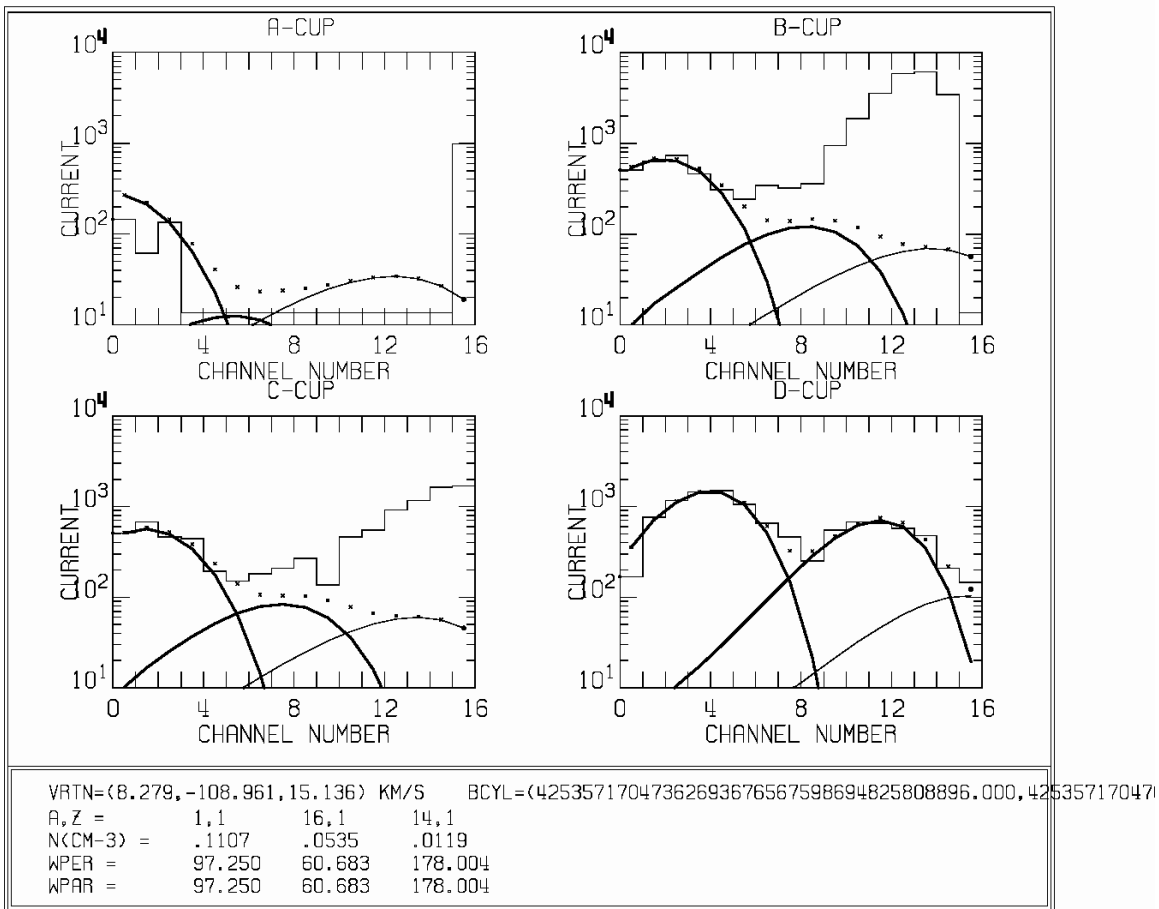 A-CUP
B-CUP
10⁴
10³
10²
10¹
CURRENT
0 4 8 12 16
CHANNEL NUMBER
10⁴
10³
10²
10¹
CURRENT
0 4 8 12 16
CHANNEL NUMBER
C-CUP
D-CUP
10⁴
10³
10²
10¹
CURRENT
0 4 8 12 16
CHANNEL NUMBER
10⁴
10³
10²
10¹
CURRENT
0 4 8 12 16
CHANNEL NUMBER
VRTN=(8.279,-108.961,15.136) KM/S BCYL=(42535717047362693676567598694825808896.000,4253571704
A,Z = 1,1 16,1 14,1
N(CM-3) = .1107 .0535 .0119
WPER = 97.250 60.683 178.004
WPAR = 97.250 60.683 178.004